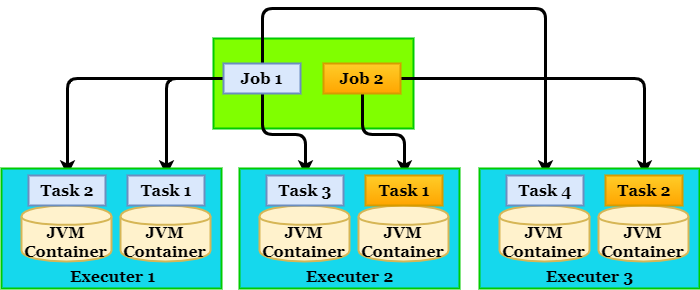 Job 1
Job 2
Task 2
Task 1
Task 3
Task 1
Task 4
Task 2
JVM
Container
JVM
Container
JVM
Container
JVM
Container
JVM
Container
JVM
Container
Executer 1
Executer 2
Executer 3